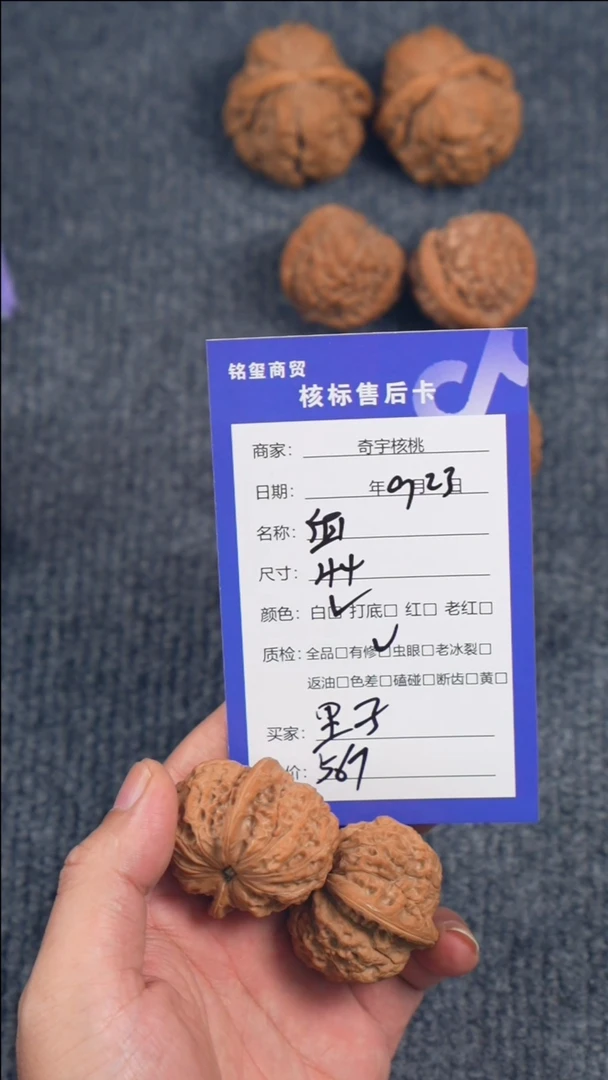 铭玺商贸
核标售后卡
商家： 奇宇核桃
日期： 年09月23日
名称：
尺寸： 44
颜色： 白☑ 打底□ 红□ 老红□
质检： 全品□有修☑虫眼□老冰裂□
返油□色差□磕碰□断齿□黄□
买家： 子
价： 567